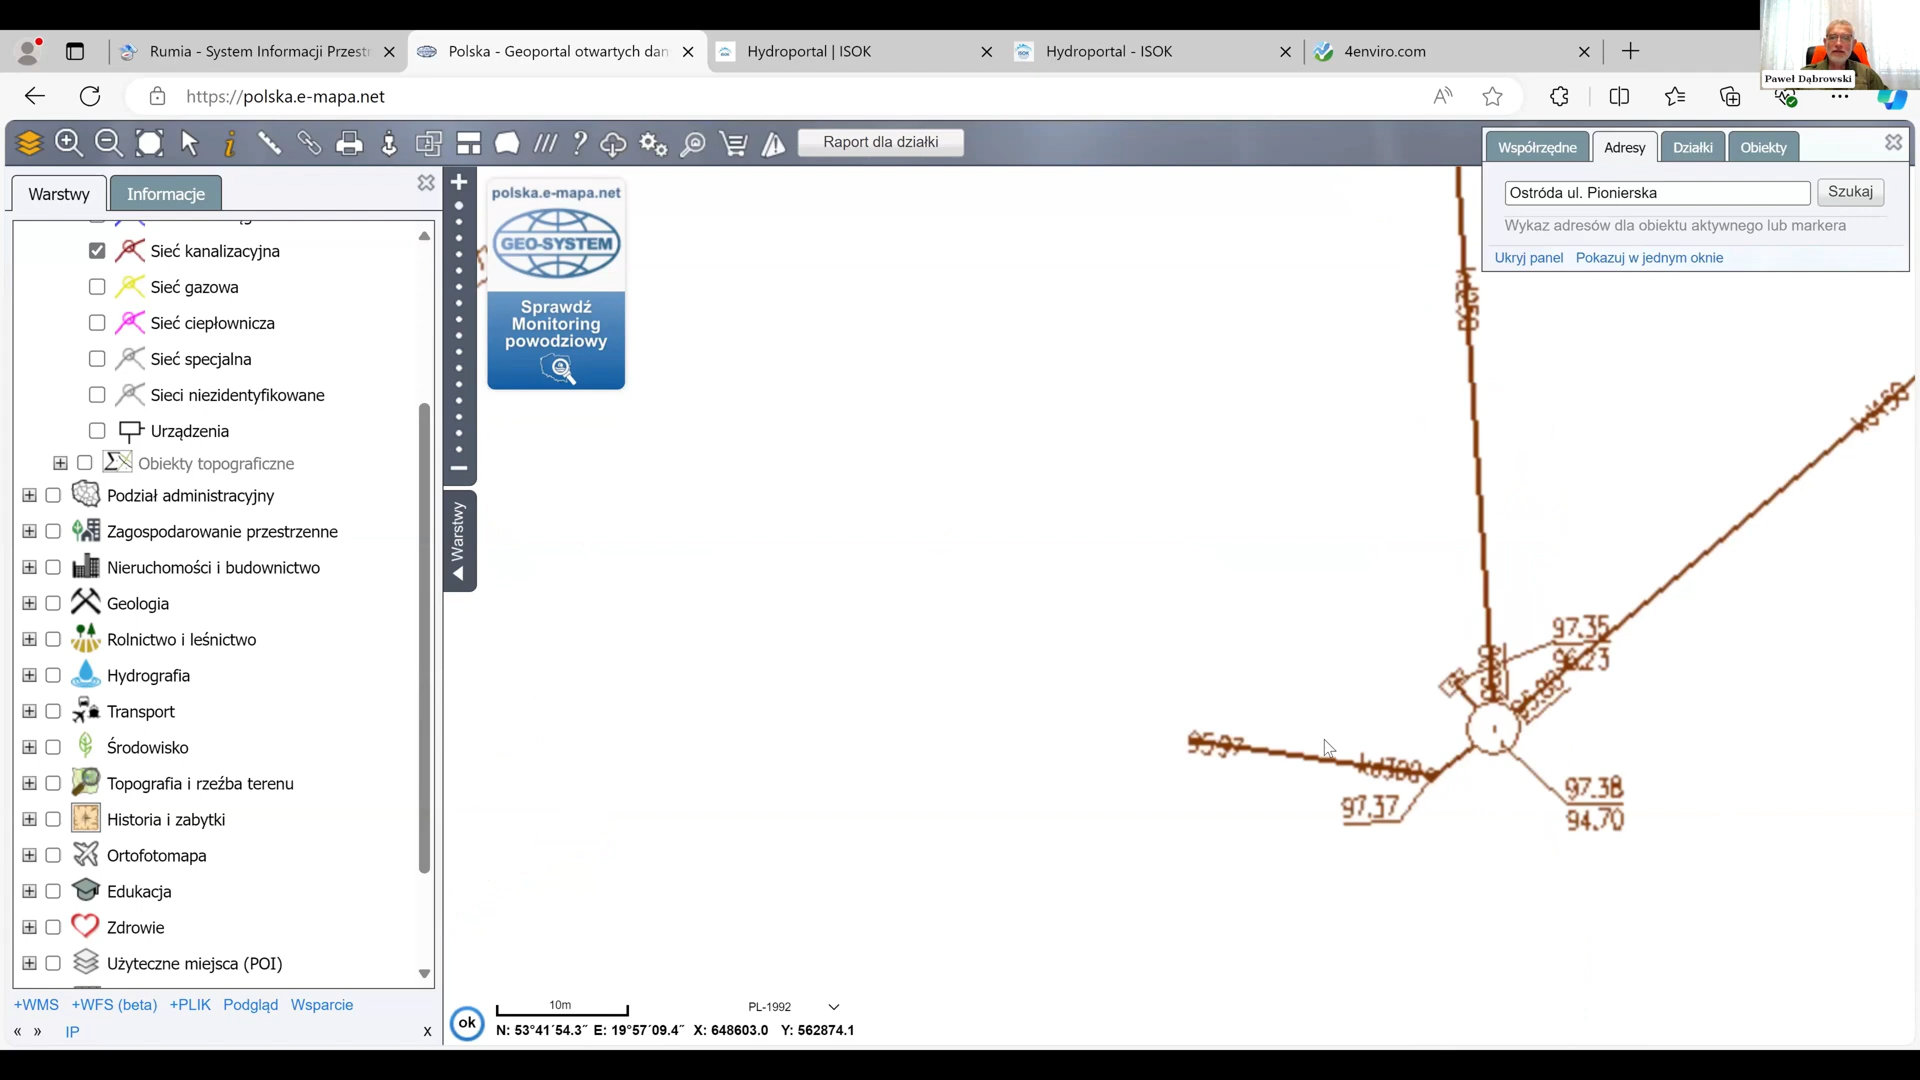 Rumia - System Informacji Przestr
Polska - Geoportal otwartych dan
Hydroportal | ISOK
Hydroportal - ISOK
4enviro.com
Paweł Dąbrowski
https://polska.e-mapa.net
Raport dla działki
Współrzędne
Adresy
Działki
Obiekty
Ostróda ul. Pionierska
Szukaj
Wykaz adresów dla obiektu aktywnego lub markera
Ukryj panel
Pokazuj w jednym oknie
Warstwy
Informacje
Sieć kanalizacyjna
Sieć gazowa
Sieć ciepłownicza
Sieć specjalna
Sieci niezidentyfikowane
Urządzenia
Obiekty topograficzne
Podział administracyjny
Zagospodarowanie przestrzenne
Nieruchomości i budownictwo
Geologia
Rolnictwo i leśnictwo
Hydrografia
Transport
Środowisko
Topografia i rzeźba terenu
Historia i zabytki
Ortofotomapa
Edukacja
Zdrowie
Użyteczne miejsca (POI)
+WMS +WFS (beta) +PLIK Podgląd Wsparcie
« » IP x
Warstwy
polska.e-mapa.net
GEO-SYSTEM
Sprawdź
Monitoring
powodziowy
97.35
96.23
95.97
kd300
97.37
97.38
94.70
ok
10m
PL-1992
N: 53°41´54.3˝ E: 19°57´09.4˝ X: 648603.0 Y: 562874.1